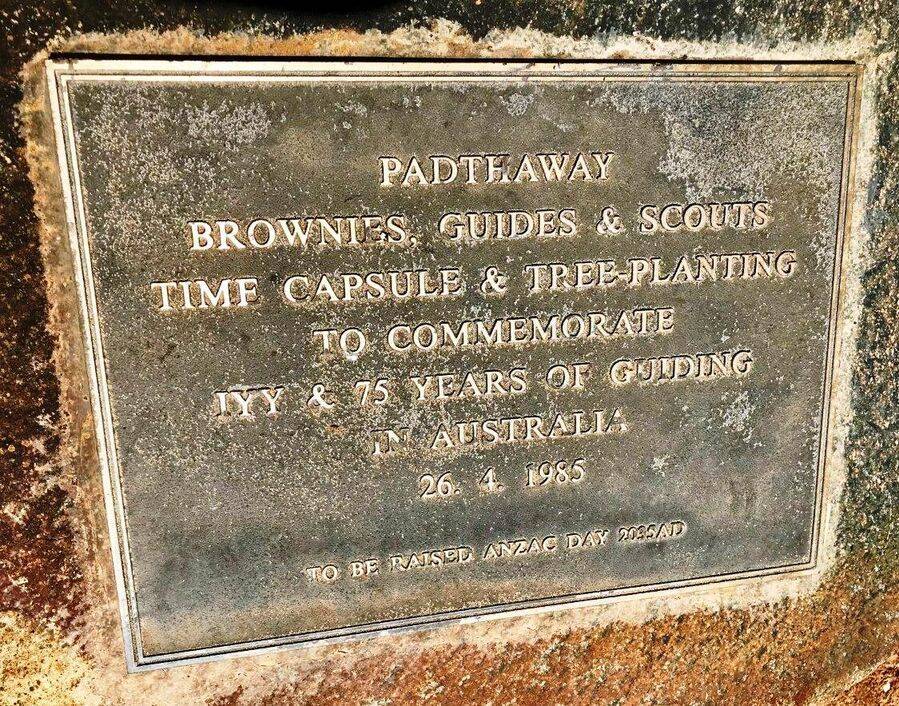 PADTHAWAY
BROWNIES, GUIDES & SCOUTS
TIME CAPSULE & TREE-PLANTING
TO COMMEMORATE
IYY & 75 YEARS OF GUIDING
IN AUSTRALIA
26. 4. 1985
TO BE RAISED ANZAC DAY 2035AD